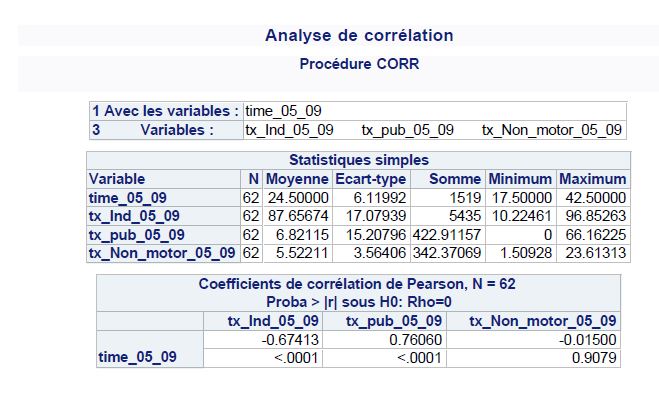 Analyse de corrélation
Procédure CORR
1 Avec les variables : time_05_09
3 Variables : tx_Ind_05_09 tx_pub_05_09 tx_Non_motor_05_09
Statistiques simples
Variable N Moyenne Ecart-type Somme Minimum Maximum
time_05_09 62 24.50000 6.11992 1519 17.50000 42.50000
tx_Ind_05_09 62 87.65674 17.07939 5435 10.22461 96.85263
tx_pub_05_09 62 6.82115 15.20796 422.91157 0 66.16225
tx_Non_motor_05_09 62 5.52211 3.56406 342.37069 1.50928 23.61313
Coefficients de corrélation de Pearson, N = 62
Proba > |r| sous H0: Rho=0
tx_Ind_05_09 tx_pub_05_09 tx_Non_motor_05_09
-0.67413 0.76060 -0.01500
time_05_09 <.0001 <.0001 0.9079